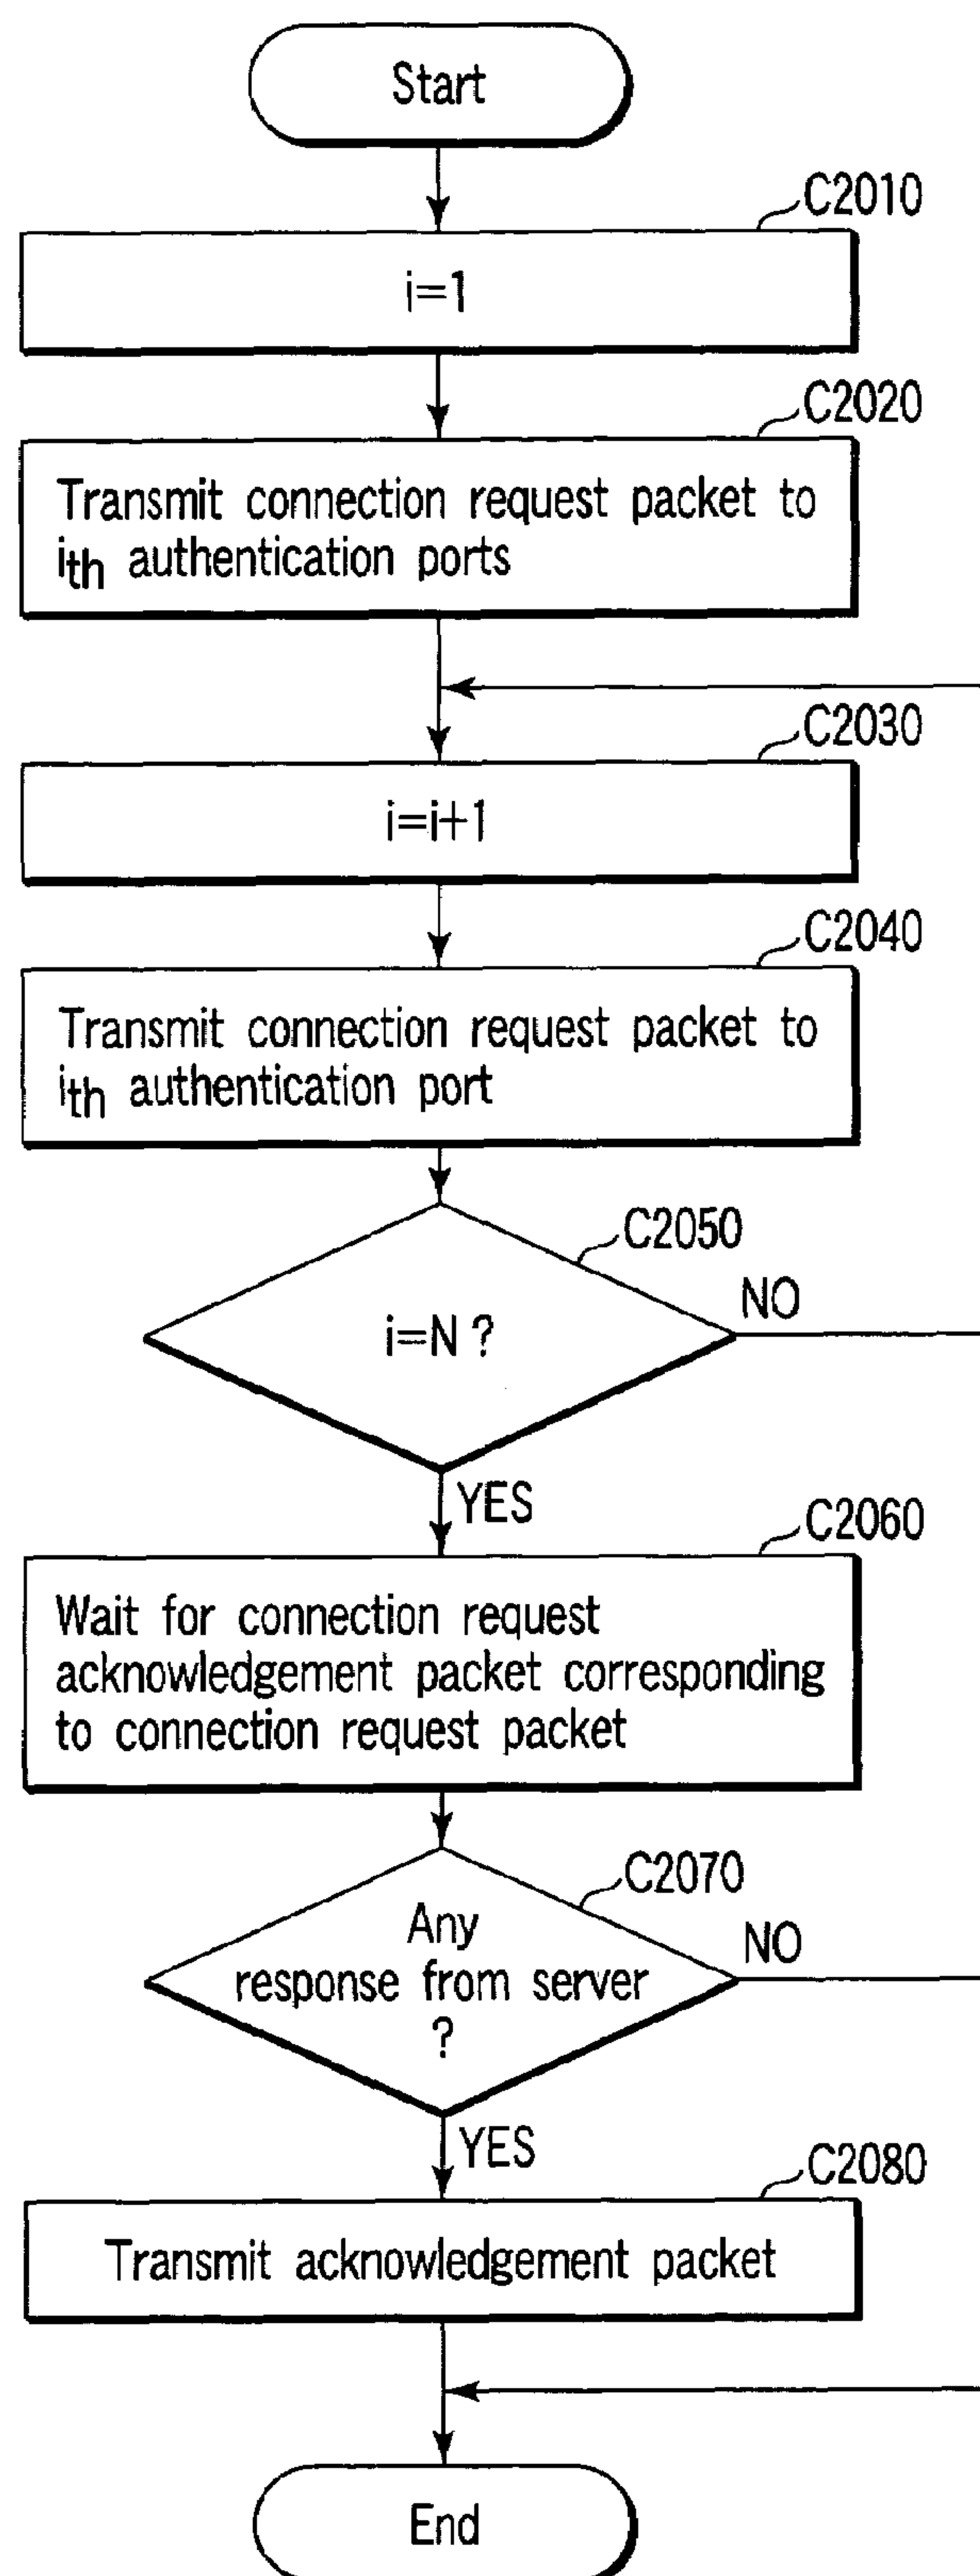 Start
C2010
i=1
C2020
Transmit connection request packet to
ith authentication ports
C2030
i=i+1
C2040
Transmit connection request packet to
ith authentication port
C2050
i=N ?
NO
YES
C2060
Wait for connection request
acknowledgement packet corresponding
to connection request packet
C2070
Any
response from server
?
NO
YES
C2080
Transmit acknowledgement packet
End